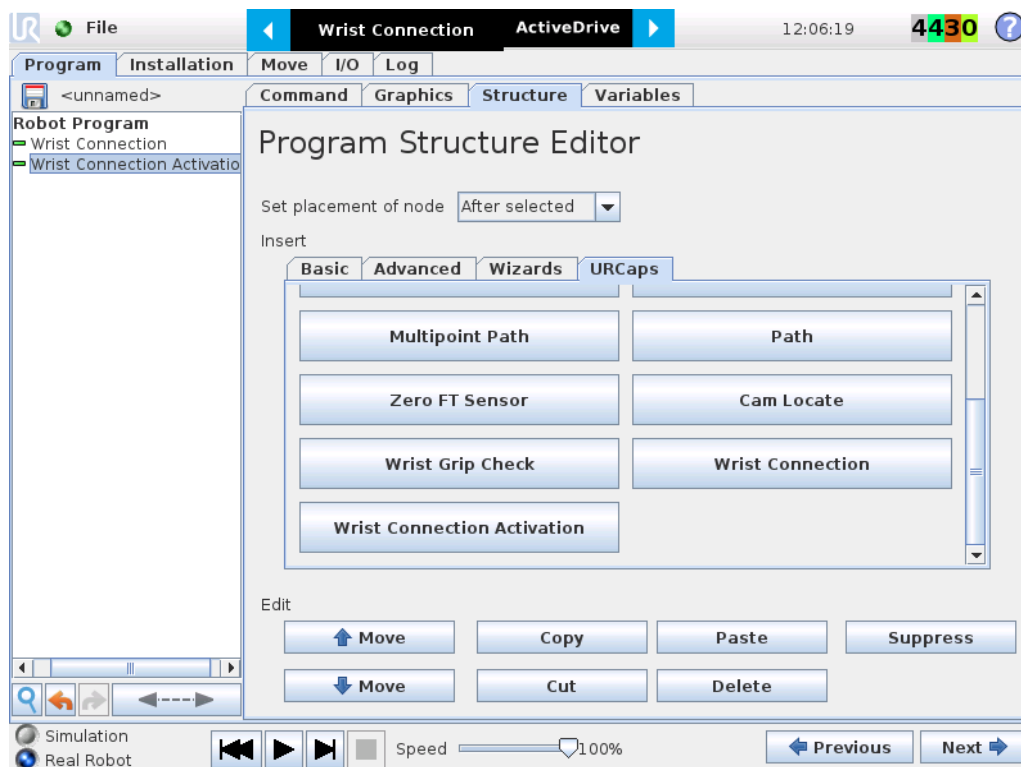 UR File Wrist Connection ActiveDrive 12:06:19 4430 ?
Program Installation Move I/O Log
<unnamed> Command Graphics Structure Variables
Robot Program
Wrist Connection
Wrist Connection Activatio
Program Structure Editor
Set placement of node After selected
Insert
Basic Advanced Wizards URCaps
Multipoint Path Path
Zero FT Sensor Cam Locate
Wrist Grip Check Wrist Connection
Wrist Connection Activation
Edit
Move Copy Paste Suppress
Move Cut Delete
Simulation
Real Robot
Speed 100% Previous Next